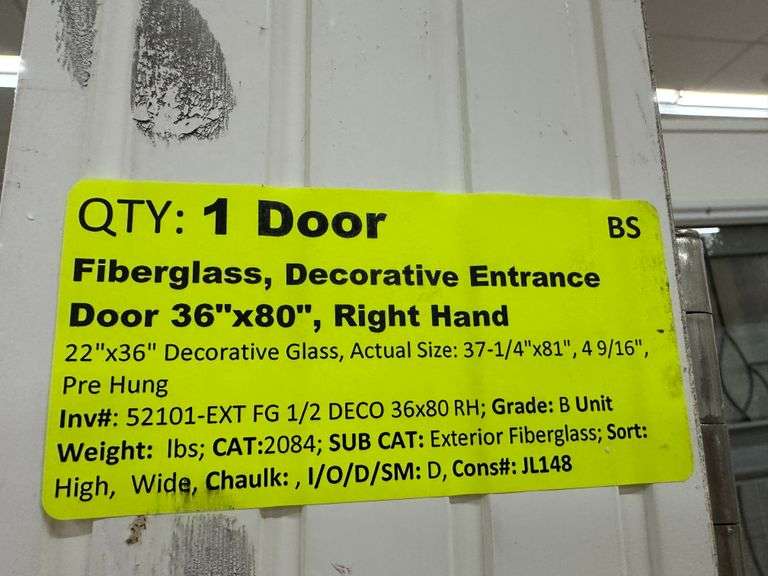 QTY: 1 Door BS
Fiberglass, Decorative Entrance
Door 36"x80", Right Hand
22"x36" Decorative Glass, Actual Size: 37-1/4"x81", 4 9/16",
Pre Hung
Inv#: 52101-EXT FG 1/2 DECO 36x80 RH; Grade: B Unit
Weight: lbs; CAT:2084; SUB CAT: Exterior Fiberglass; Sort:
High, Wide, Chaulk: , I/O/D/SM: D, Cons#: JL148